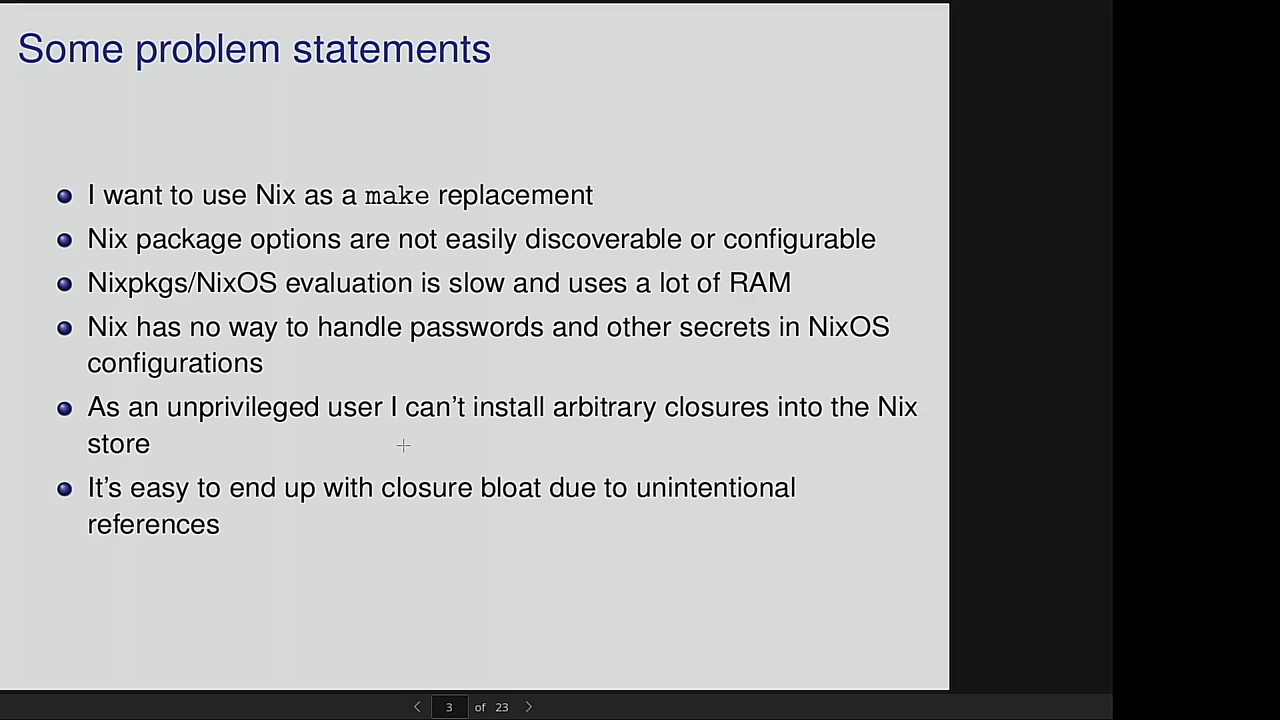 Some problem statements
I want to use Nix as a make replacement
Nix package options are not easily discoverable or configurable
Nixpkgs/NixOS evaluation is slow and uses a lot of RAM
Nix has no way to handle passwords and other secrets in NixOS
configurations
As an unprivileged user I can't install arbitrary closures into the Nix
store
It's easy to end up with closure bloat due to unintentional
references
3 of 23